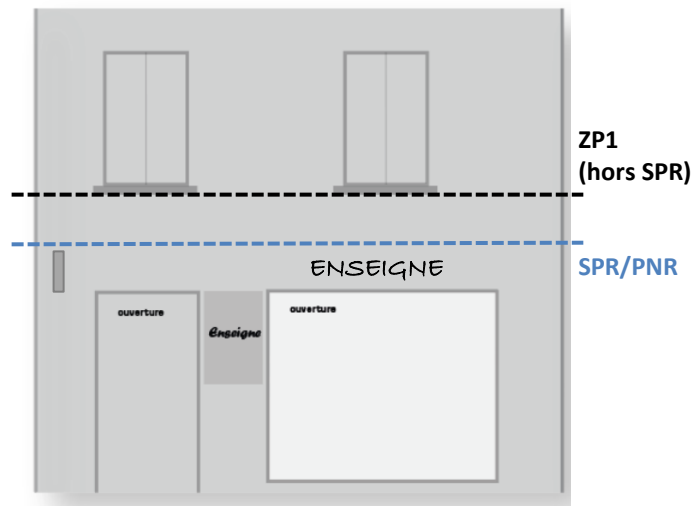 ZP1
(hors SPR)
SPR/PNR
ENSEIGNE
ouverture
Enseigne
ouverture